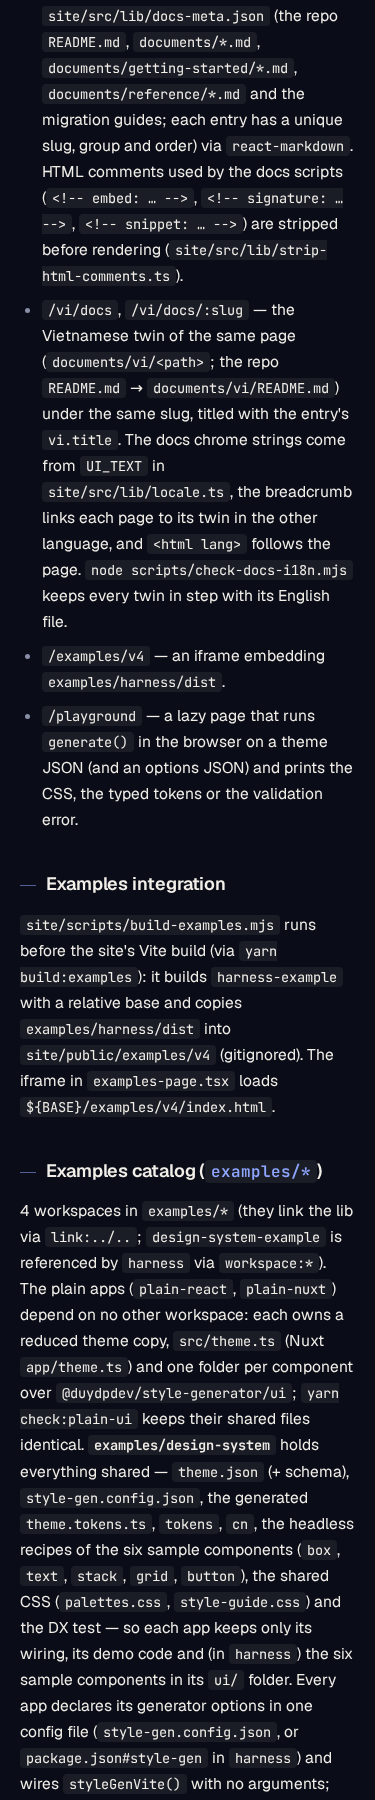 site/src/lib/docs-meta.json (the repo
README.md, documents/*.md,
documents/getting-started/*.md,
documents/reference/*.md and the
migration guides; each entry has a unique
slug, group and order) via react-markdown.
HTML comments used by the docs scripts
(<!-- embed: … -->, <!-- signature: …
-->, <!-- snippet: … -->) are stripped
before rendering (site/src/lib/strip-
html-comments.ts).
• /vi/docs, /vi/docs/:slug — the
Vietnamese twin of the same page
(documents/vi/<path>; the repo
README.md → documents/vi/README.md)
under the same slug, titled with the entry's
vi.title. The docs chrome strings come
from UI_TEXT in
site/src/lib/locale.ts, the breadcrumb
links each page to its twin in the other
language, and <html lang> follows the
page. node scripts/check-docs-i18n.mjs
keeps every twin in step with its English
file.
• /examples/v4 — an iframe embedding
examples/harness/dist.
• /playground — a lazy page that runs
generate() in the browser on a theme
JSON (and an options JSON) and prints the
CSS, the typed tokens or the validation
error.
— Examples integration
site/scripts/build-examples.mjs runs
before the site's Vite build (via yarn
build:examples): it builds harness-example
with a relative base and copies
examples/harness/dist into
site/public/examples/v4 (gitignored). The
iframe in examples-page.tsx loads
${BASE}/examples/v4/index.html.
— Examples catalog (examples/*)
4 workspaces in examples/* (they link the lib
via link:../..; design-system-example is
referenced by harness via workspace:*).
The plain apps (plain-react, plain-nuxt)
depend on no other workspace: each owns a
reduced theme copy, src/theme.ts (Nuxt
app/theme.ts) and one folder per component
over @duydpdev/style-generator/ui; yarn
check:plain-ui keeps their shared files
identical. examples/design-system holds
everything shared — theme.json (+ schema),
style-gen.config.json, the generated
theme.tokens.ts, tokens, cn, the headless
recipes of the six sample components (box,
text, stack, grid, button), the shared
CSS (palettes.css, style-guide.css) and
the DX test — so each app keeps only its
wiring, its demo code and (in harness) the six
sample components in its ui/ folder. Every
app declares its generator options in one
config file (style-gen.config.json, or
package.json#style-gen in harness) and
wires styleGenVite() with no arguments;